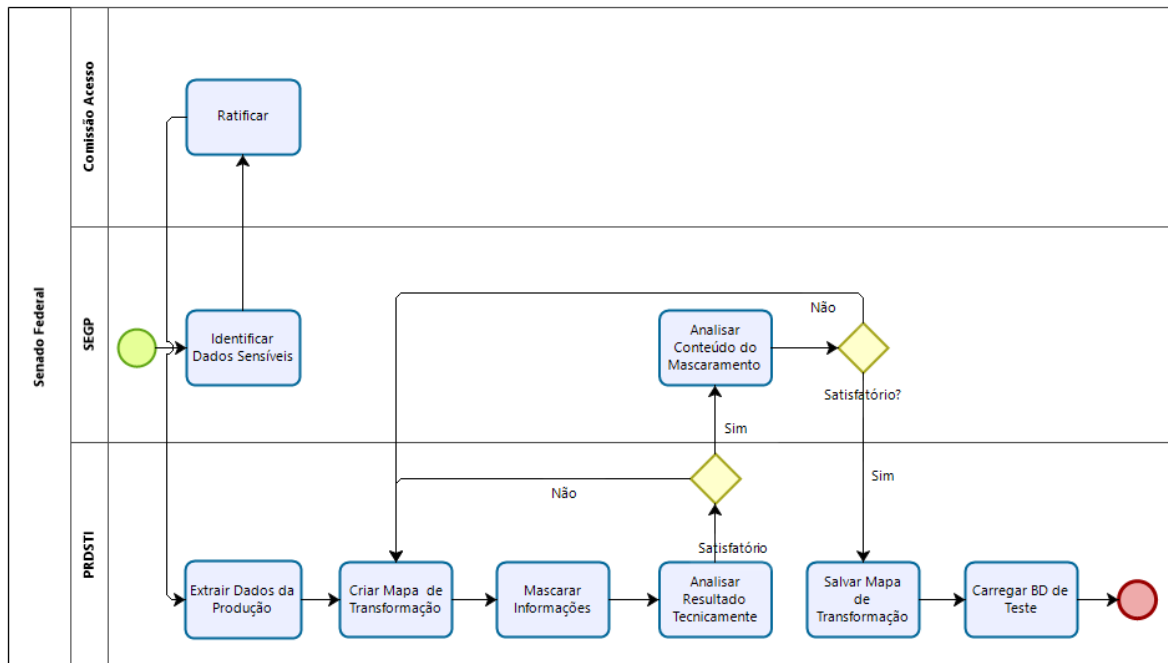 Senado Federal
Comissão Acesso
Ratificar
SEGP
Identificar
Dados Sensíveis
Analisar
Conteúdo do
Mascaramento
Não
Satisfatório?
Sim
Sim
PRDSTI
Não
Satisfatório
Extrair Dados da
Produção
Criar Mapa de
Transformação
Mascarar
Informações
Analisar
Resultado
Tecnicamente
Salvar Mapa
de
Transformação
Carregar BD de
Teste